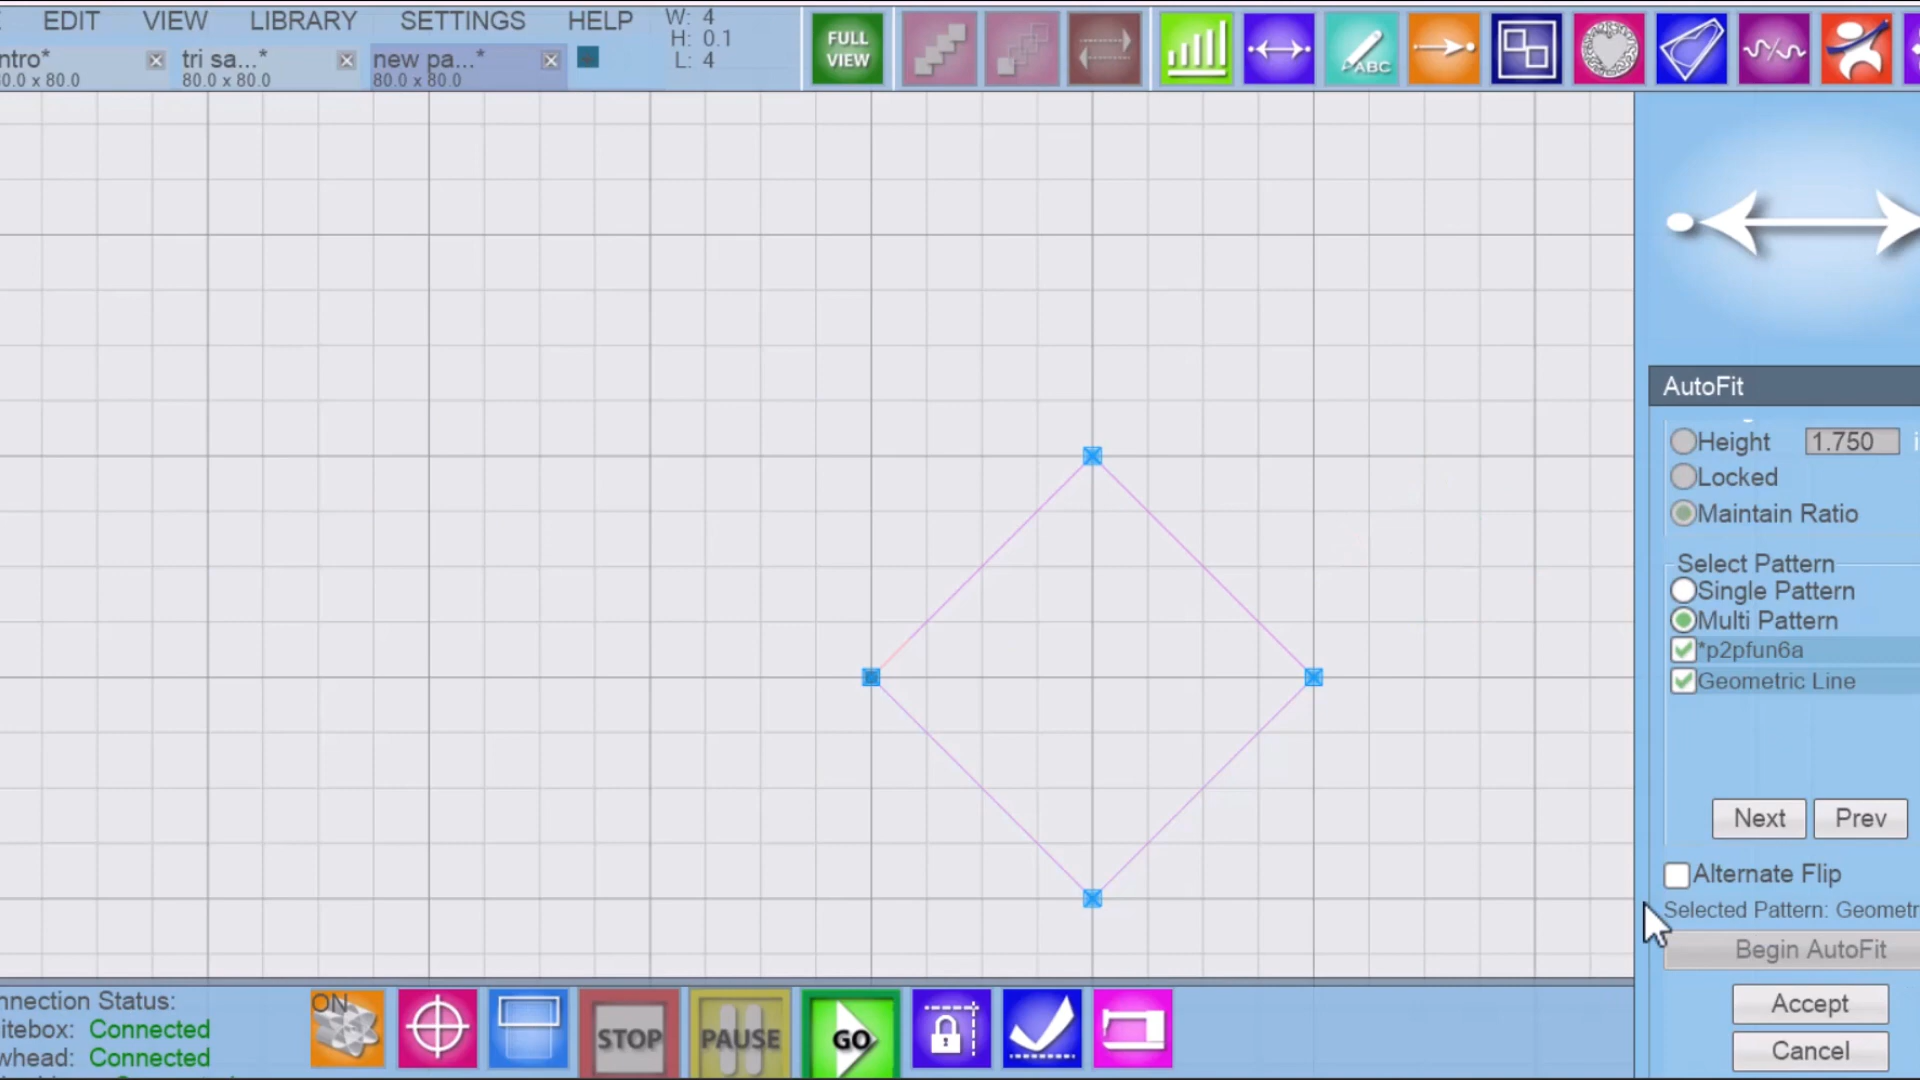 EDIT VIEW LIBRARY SETTINGS HELP
W: 4
H: 0.1
L: 4
ntro* tri sa...* new pa...*
80.0 x 80.0 80.0 x 80.0
FULL
VIEW
ABC
AutoFit
Height 1.750
Locked
Maintain Ratio
Select Pattern
Single Pattern
Multi Pattern
*p2pfun6a
Geometric Line
Next Prev
Alternate Flip
Selected Pattern: Geometr
Begin AutoFit
Accept
Cancel
nnection Status:
itebox: Connected
whead: Connected
ON
STOP
PAUSE
GO